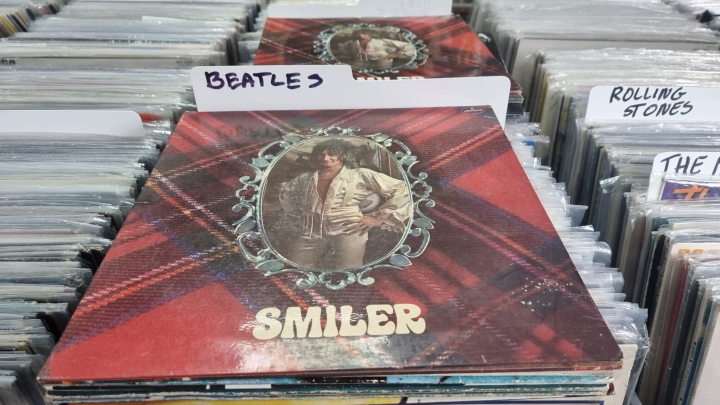 BEATLES
ROLLING
STONES
THE
SMILER